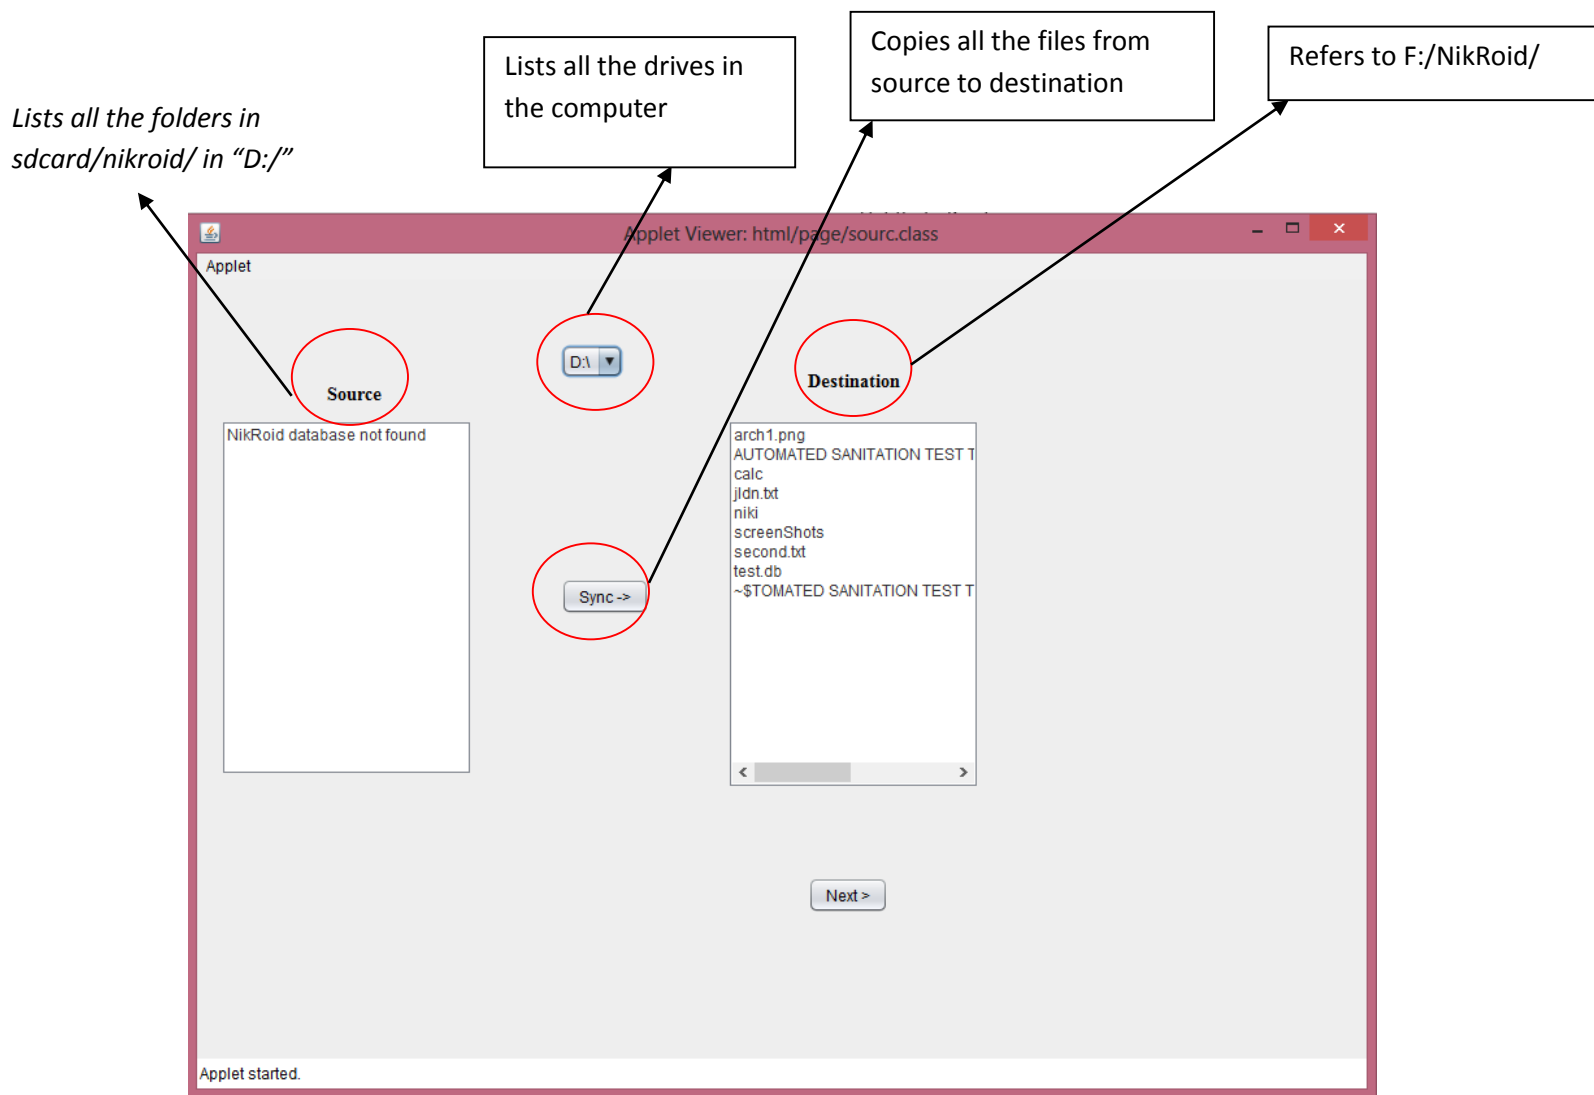 Copies all the files from
source to destination
Refers to F:/NikRoid/
Lists all the drives in
the computer
Lists all the folders in
sdcard/nikroid/ in “D:/”
Applet Viewer: html/page/sourc.class
Applet
D:\
Source
Destination
NikRoid database not found
arch1.png
AUTOMATED SANITATION TEST T
calc
jldn.txt
niki
screenShots
second.txt
test.db
~$TOMATED SANITATION TEST T
Sync ->
Next >
Applet started.